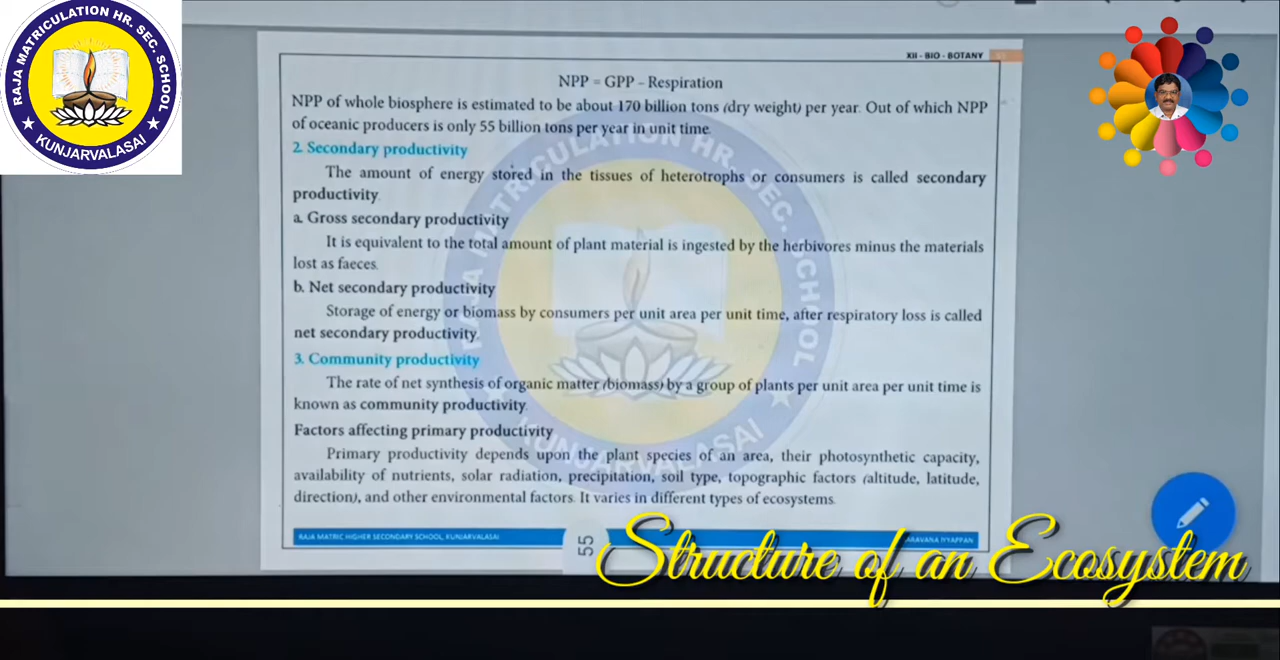 RAJA MATRICULATION HR. SEC. SCHOOL
★ KUNJARVALASAI ★
XII - BIO - BOTANY
NPP = GPP - Respiration
NPP of whole biosphere is estimated to be about 170 billion tons (dry weight) per year. Out of which NPP
of oceanic producers is only 55 billion tons per year in unit time.
2. Secondary productivity
The amount of energy stored in the tissues of heterotrophs or consumers is called secondary
productivity.
a. Gross secondary productivity
It is equivalent to the total amount of plant material is ingested by the herbivores minus the materials
lost as faeces.
b. Net secondary productivity
Storage of energy or biomass by consumers per unit area per unit time, after respiratory loss is called
net secondary productivity.
3. Community productivity
The rate of net synthesis of organic matter (biomass) by a group of plants per unit area per unit time is
known as community productivity.
Factors affecting primary productivity
Primary productivity depends upon the plant species of an area, their photosynthetic capacity,
availability of nutrients, solar radiation, precipitation, soil type, topographic factors (altitude, latitude,
direction), and other environmental factors. It varies in different types of ecosystems.
RAJA MATRICULATION HR. SEC. SCHOOL
KUNJARVALASAI ★
RAJA MATRIC HIGHER SECONDARY SCHOOL, KUNJARVALASAI
55
ARAVANA IYYAPPAN
Structure of an Ecosystem